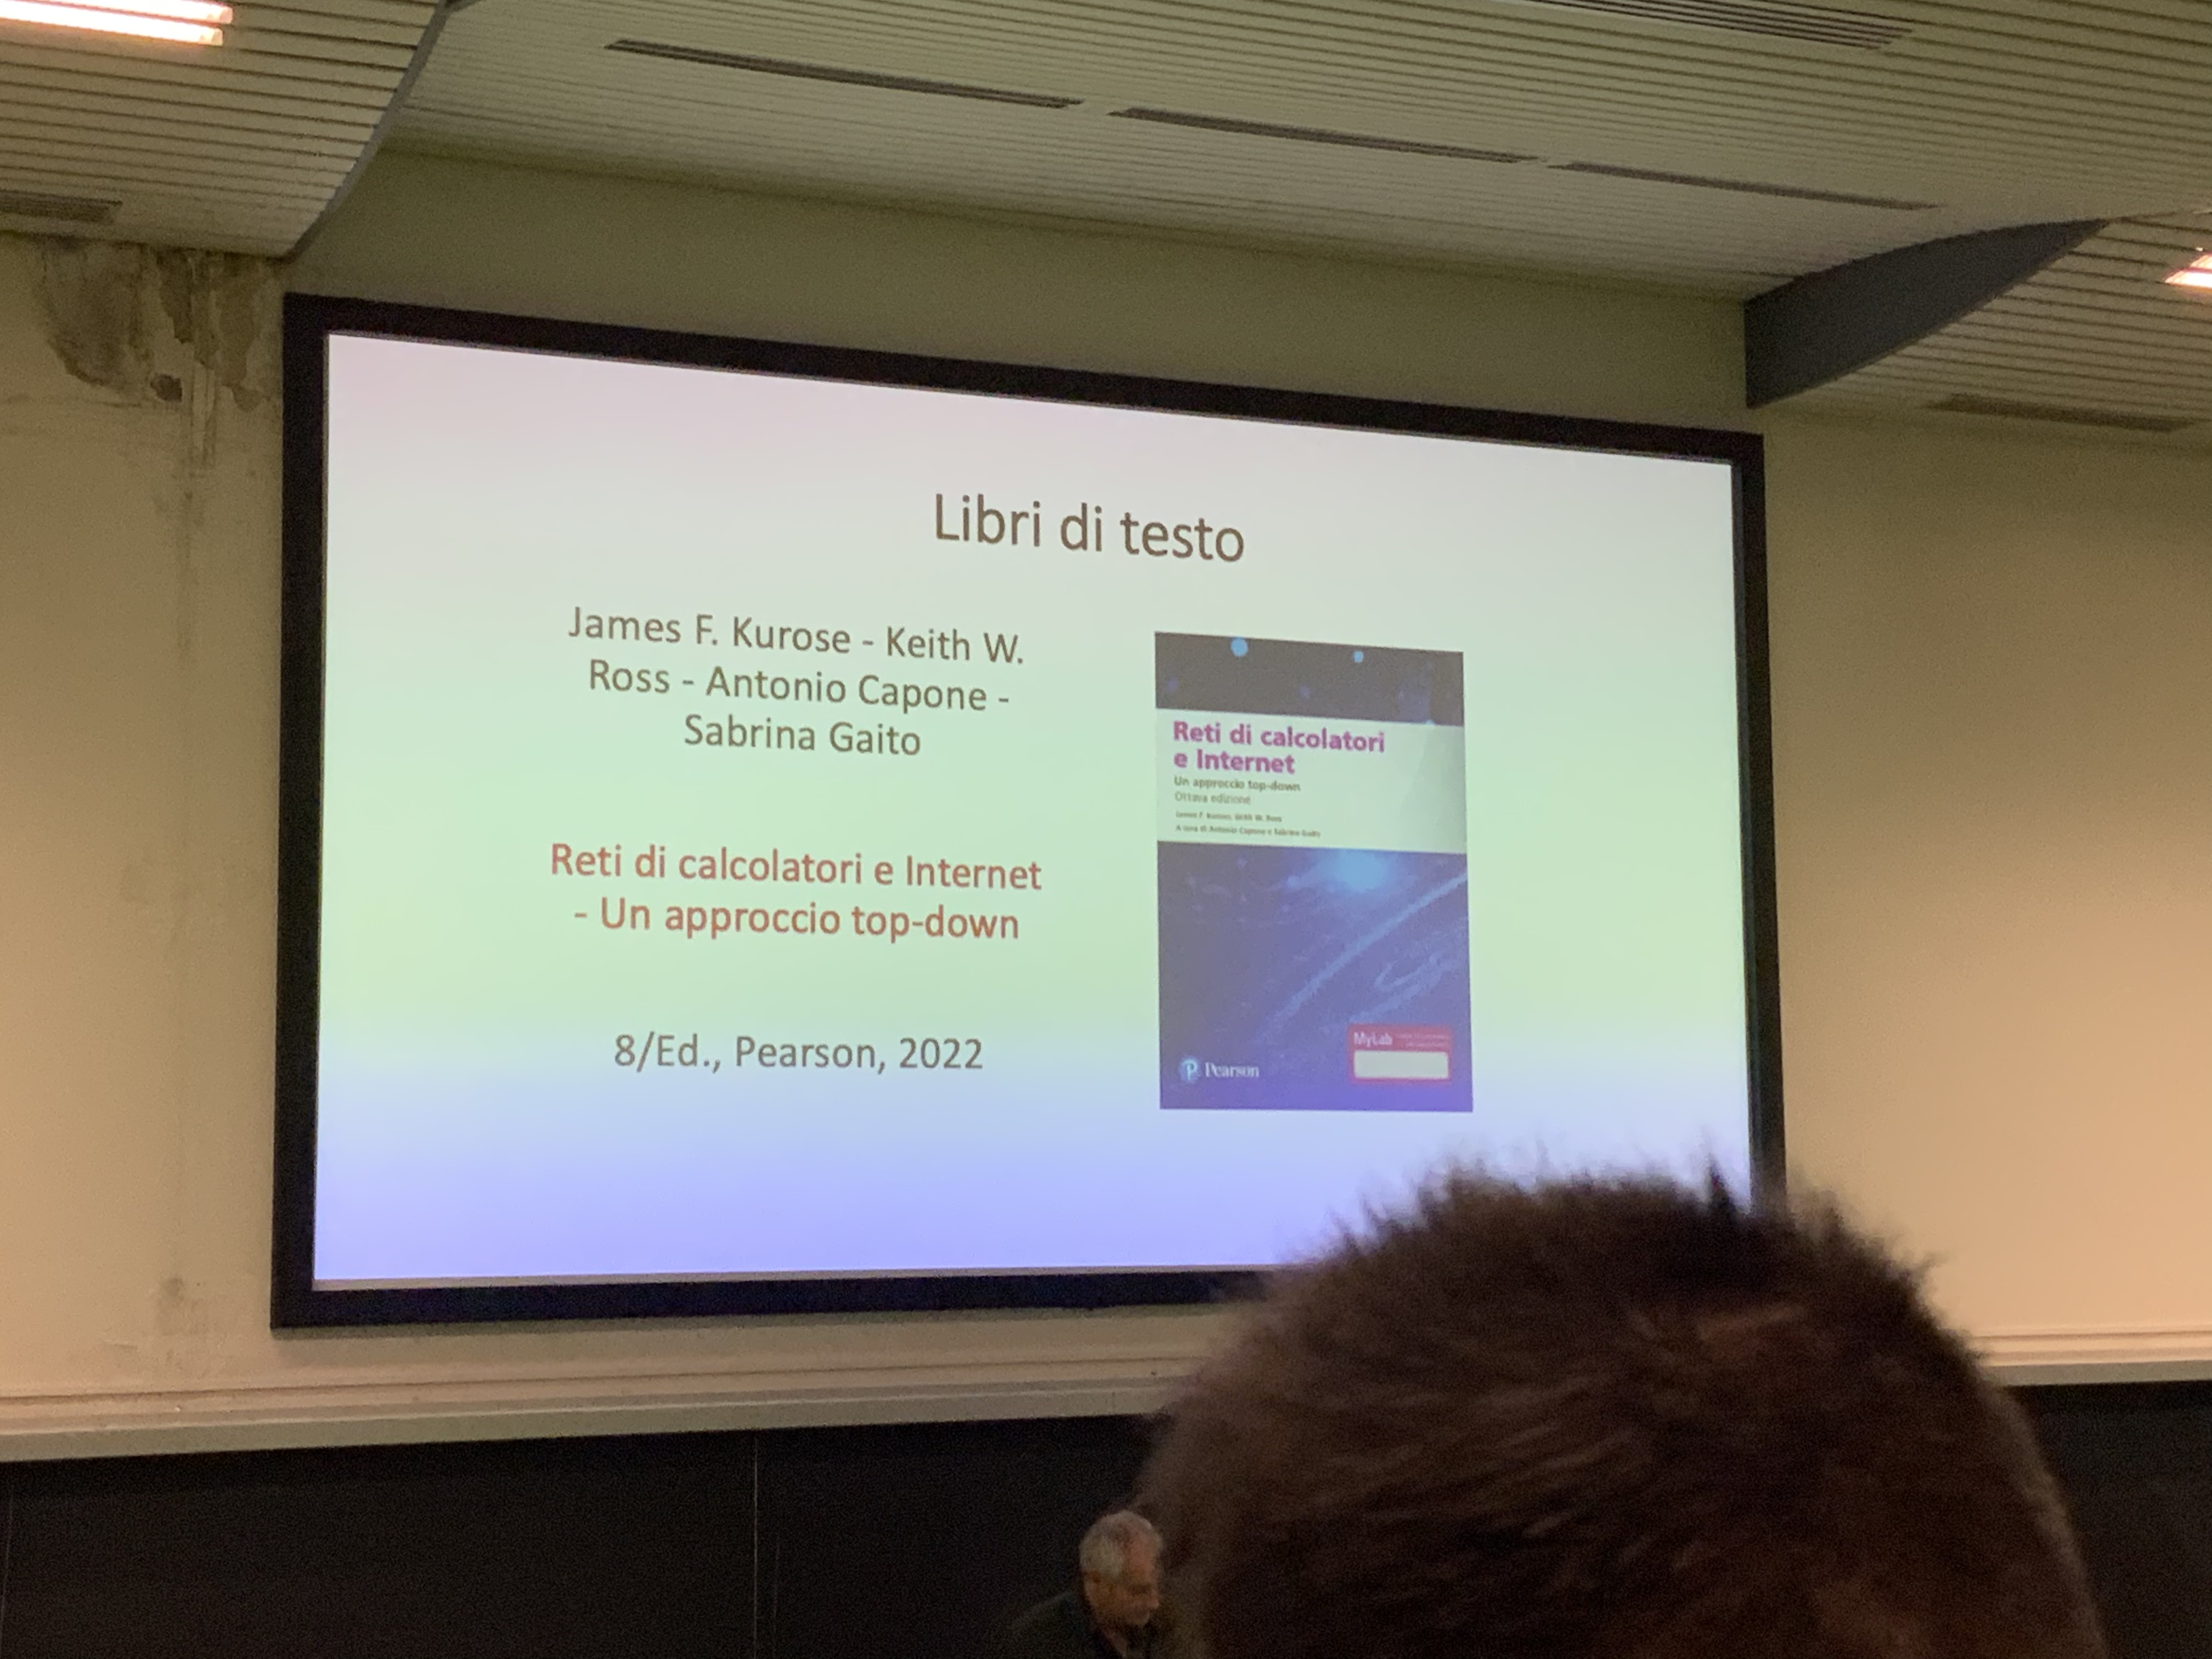 Libri di testo
James F. Kurose - Keith W.
Ross - Antonio Capone -
Sabrina Gaito
Reti di calcolatori e Internet
- Un approccio top-down
8/Ed., Pearson, 2022
Reti di calcolatori
e Internet
Un approccio top-down
Ottava edizione
James F. Kurose, Keith W. Ross
A cura di Antonio Capone e Sabrina Gaito
MyLab
Pearson